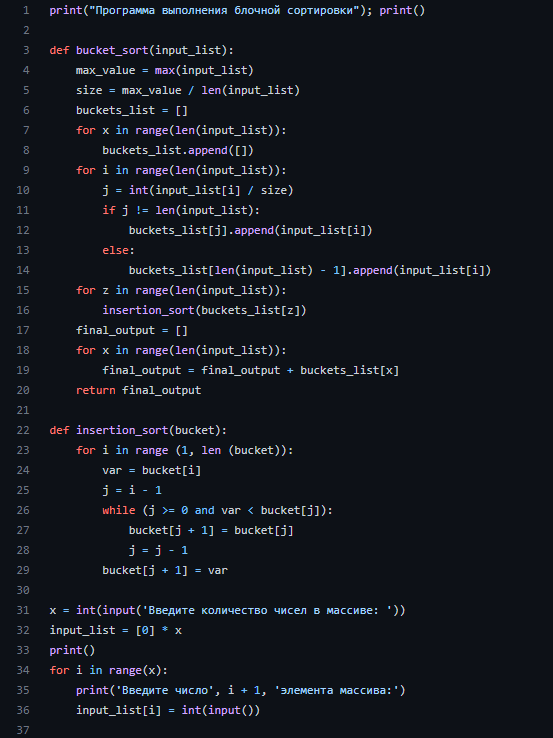 1 print("Программа выполнения блочной сортировки"); print()
2
3 def bucket_sort(input_list):
4     max_value = max(input_list)
5     size = max_value / len(input_list)
6     buckets_list = []
7     for x in range(len(input_list)):
8         buckets_list.append([])
9     for i in range(len(input_list)):
10         j = int(input_list[i] / size)
11         if j != len(input_list):
12             buckets_list[j].append(input_list[i])
13         else:
14             buckets_list[len(input_list) - 1].append(input_list[i])
15     for z in range(len(input_list)):
16         insertion_sort(buckets_list[z])
17     final_output = []
18     for x in range(len(input_list)):
19         final_output = final_output + buckets_list[x]
20     return final_output
21
22 def insertion_sort(bucket):
23     for i in range (1, len (bucket)):
24         var = bucket[i]
25         j = i - 1
26         while (j >= 0 and var < bucket[j]):
27             bucket[j + 1] = bucket[j]
28             j = j - 1
29         bucket[j + 1] = var
30
31 x = int(input('Введите количество чисел в массиве: '))
32 input_list = [0] * x
33 print()
34 for i in range(x):
35     print('Введите число', i + 1, 'элемента массива:')
36     input_list[i] = int(input())
37